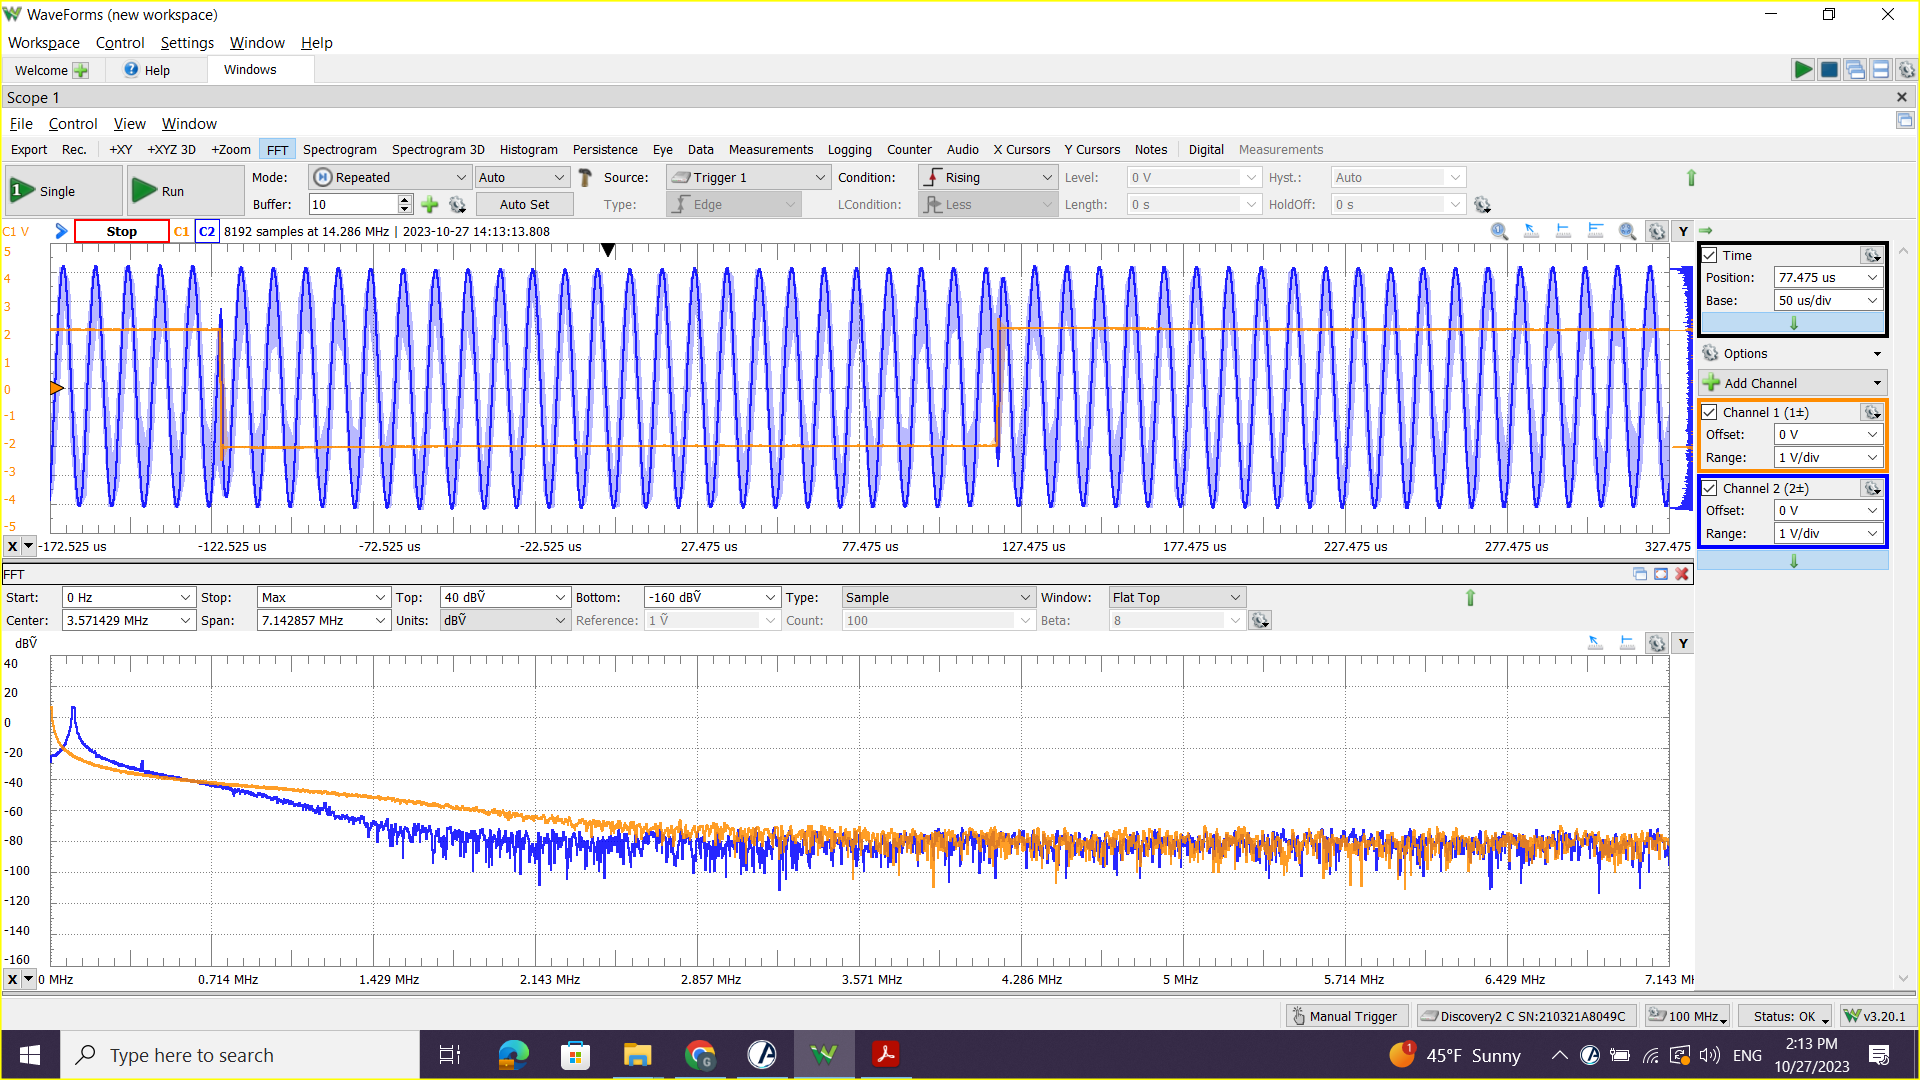 WaveForms (new workspace)
Workspace Control Settings Window Help
Welcome Help Windows
Scope 1
File Control View Window
Export Rec. +XY +XYZ 3D +Zoom FFT Spectrogram Spectrogram 3D Histogram Persistence Eye Data Measurements Logging Counter Audio X Cursors Y Cursors Notes Digital Measurements
1 Single Run Mode: Repeated Auto Source: Trigger 1 Condition: Rising Level: 0 V Hyst.: Auto
Buffer: 10 Auto Set Type: Edge LCondition: Less Length: 0 s HoldOff: 0 s
C1 V Stop C1 C2 8192 samples at 14.286 MHz | 2023-10-27 14:13:13.808 Y
5
4
3
2
1
0
-1
-2
-3
-4
-5
X -172.525 us -122.525 us -72.525 us -22.525 us 27.475 us 77.475 us 127.475 us 177.475 us 227.475 us 277.475 us 327.475
Time
Position: 77.475 us
Base: 50 us/div
Options
Add Channel
Channel 1 (1±)
Offset: 0 V
Range: 1 V/div
Channel 2 (2±)
Offset: 0 V
Range: 1 V/div
FFT
Start: 0 Hz Stop: Max Top: 40 dBṼ Bottom: -160 dBṼ Type: Sample Window: Flat Top
Center: 3.571429 MHz Span: 7.142857 MHz Units: dBṼ Reference: 1 Ṽ Count: 100 Beta: 8
dBṼ Y
40
20
0
-20
-40
-60
-80
-100
-120
-140
-160
X 0 MHz 0.714 MHz 1.429 MHz 2.143 MHz 2.857 MHz 3.571 MHz 4.286 MHz 5 MHz 5.714 MHz 6.429 MHz 7.143 MH
Manual Trigger Discovery2 C SN:210321A8049C 100 MHz Status: OK v3.20.1
Type here to search 1 45°F Sunny ENG 2:13 PM
10/27/2023